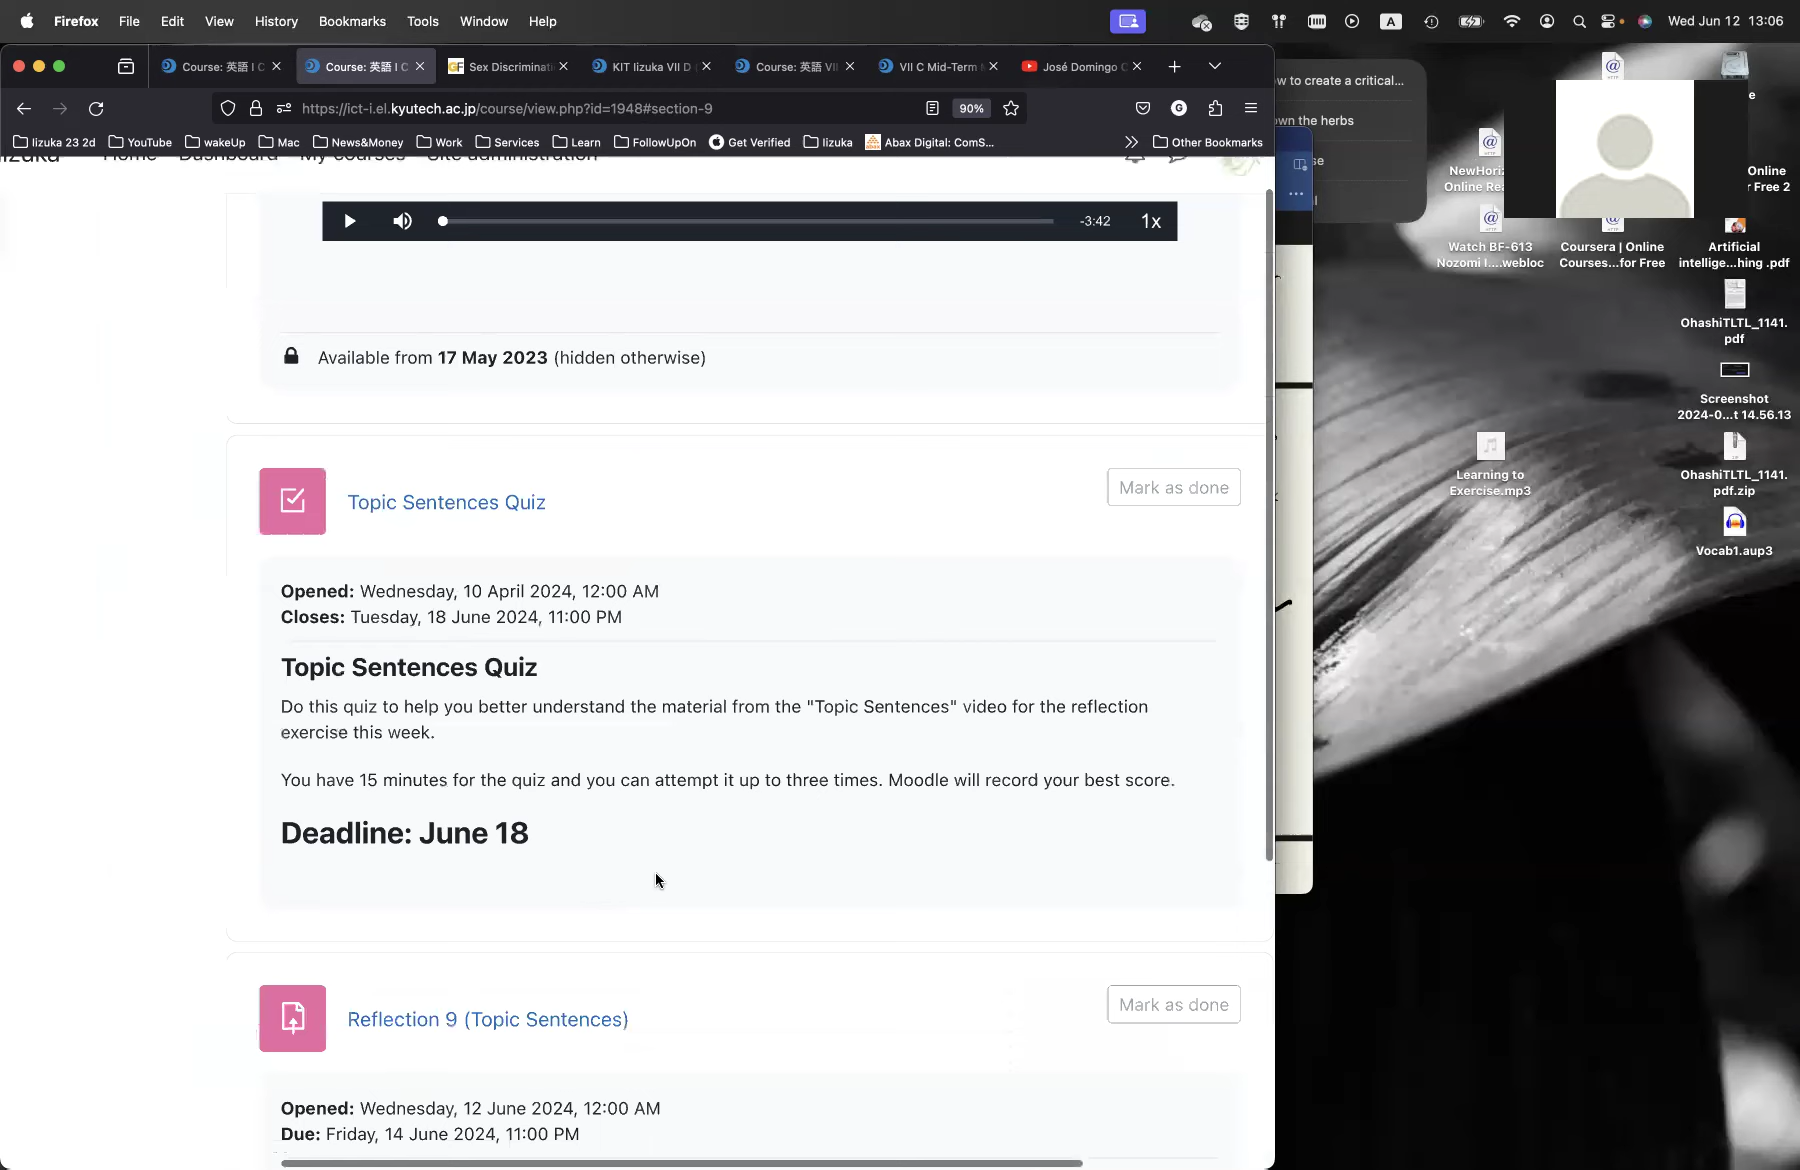 Firefox File Edit View History Bookmarks Tools Window Help
A
Wed Jun 12 13:06
Course: 英語 I C
Course: 英語 I C
GF Sex Discriminati
KIT Iizuka VII D
Course: 英語 VII
VII C Mid-Term
José Domingo
https://ict-i.el.kyutech.ac.jp/course/view.php?id=1948#section-9
90%
G
Iizuka 23 2d
YouTube
wakeUp
Mac
News&Money
Work
Services
Learn
FollowUpOn
Get Verified
Iizuka
Abax Digital: ComS...
Other Bookmarks
Home Dashboard My courses Site administration
-3:42 1x
Available from 17 May 2023 (hidden otherwise)
Topic Sentences Quiz
Mark as done
Opened: Wednesday, 10 April 2024, 12:00 AM
Closes: Tuesday, 18 June 2024, 11:00 PM
Topic Sentences Quiz
Do this quiz to help you better understand the material from the "Topic Sentences" video for the reflection
exercise this week.
You have 15 minutes for the quiz and you can attempt it up to three times. Moodle will record your best score.
Deadline: June 18
Reflection 9 (Topic Sentences)
Mark as done
Opened: Wednesday, 12 June 2024, 12:00 AM
Due: Friday, 14 June 2024, 11:00 PM
to create a critical...
the herbs
NewHori
Online Re
Online
Free 2
Watch BF-613
Nozomi I....webloc
Coursera | Online
Courses...for Free
Artificial
intellige...hing .pdf
OhashiTLTL_1141.
pdf
Screenshot
2024-0...t 14.56.13
Learning to
Exercise.mp3
OhashiTLTL_1141.
pdf.zip
Vocab1.aup3